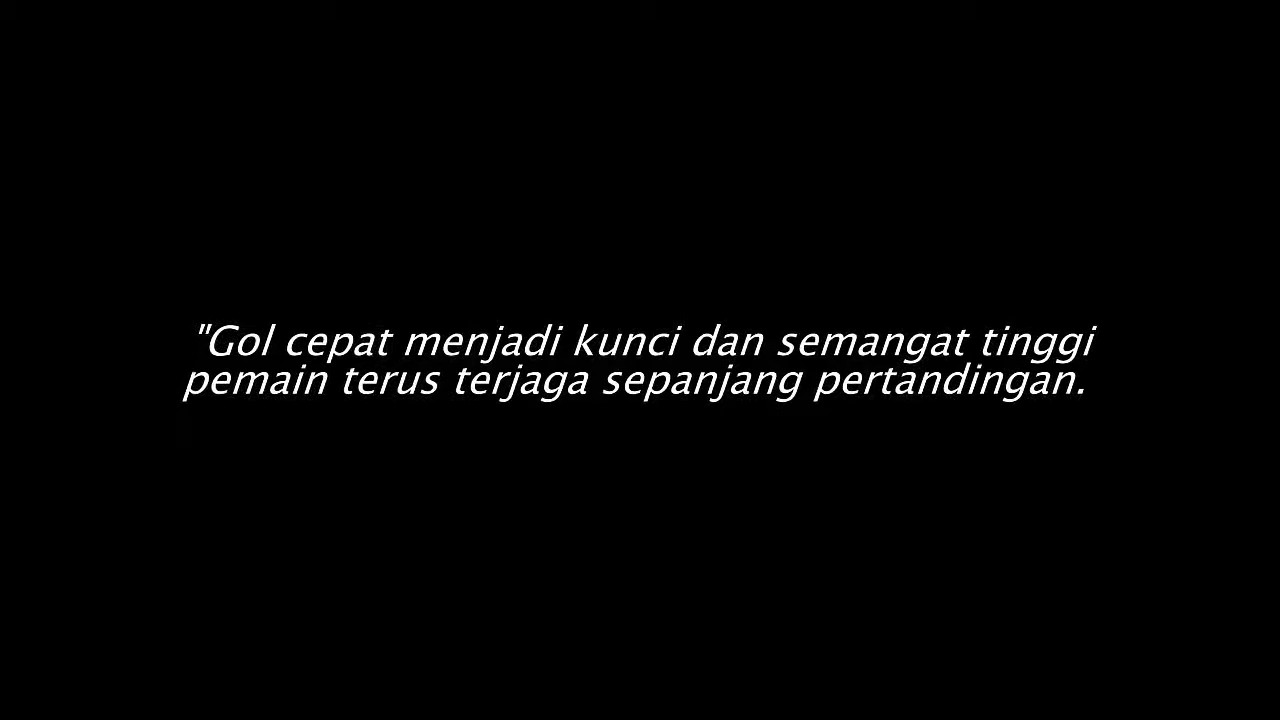 "Gol cepat menjadi kunci dan semangat tinggi
pemain terus terjaga sepanjang pertandingan.